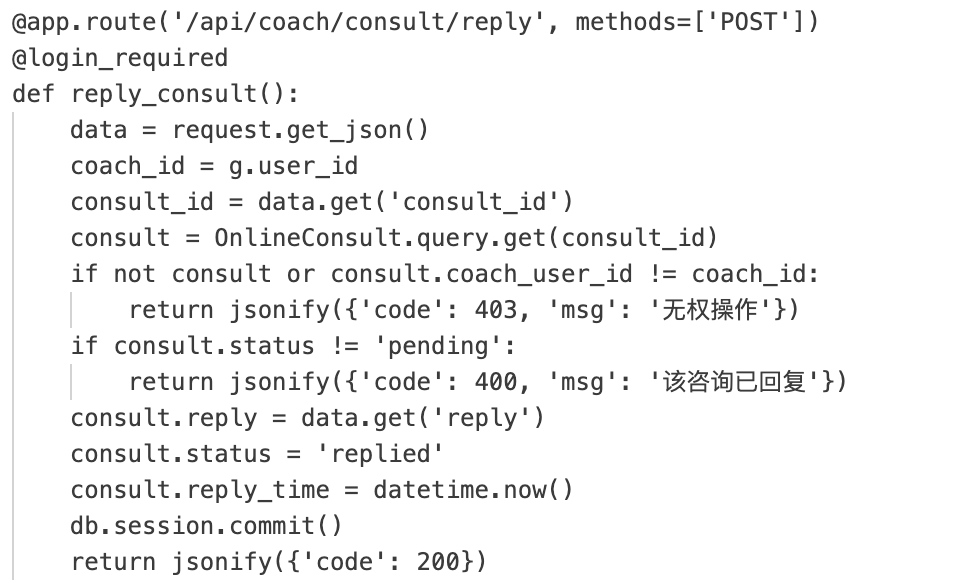 @app.route('/api/coach/consult/reply', methods=['POST'])
@login_required
def reply_consult():
    data = request.get_json()
    coach_id = g.user_id
    consult_id = data.get('consult_id')
    consult = OnlineConsult.query.get(consult_id)
    if not consult or consult.coach_user_id != coach_id:
        return jsonify({'code': 403, 'msg': '无权操作'})
    if consult.status != 'pending':
        return jsonify({'code': 400, 'msg': '该咨询已回复'})
    consult.reply = data.get('reply')
    consult.status = 'replied'
    consult.reply_time = datetime.now()
    db.session.commit()
    return jsonify({'code': 200})